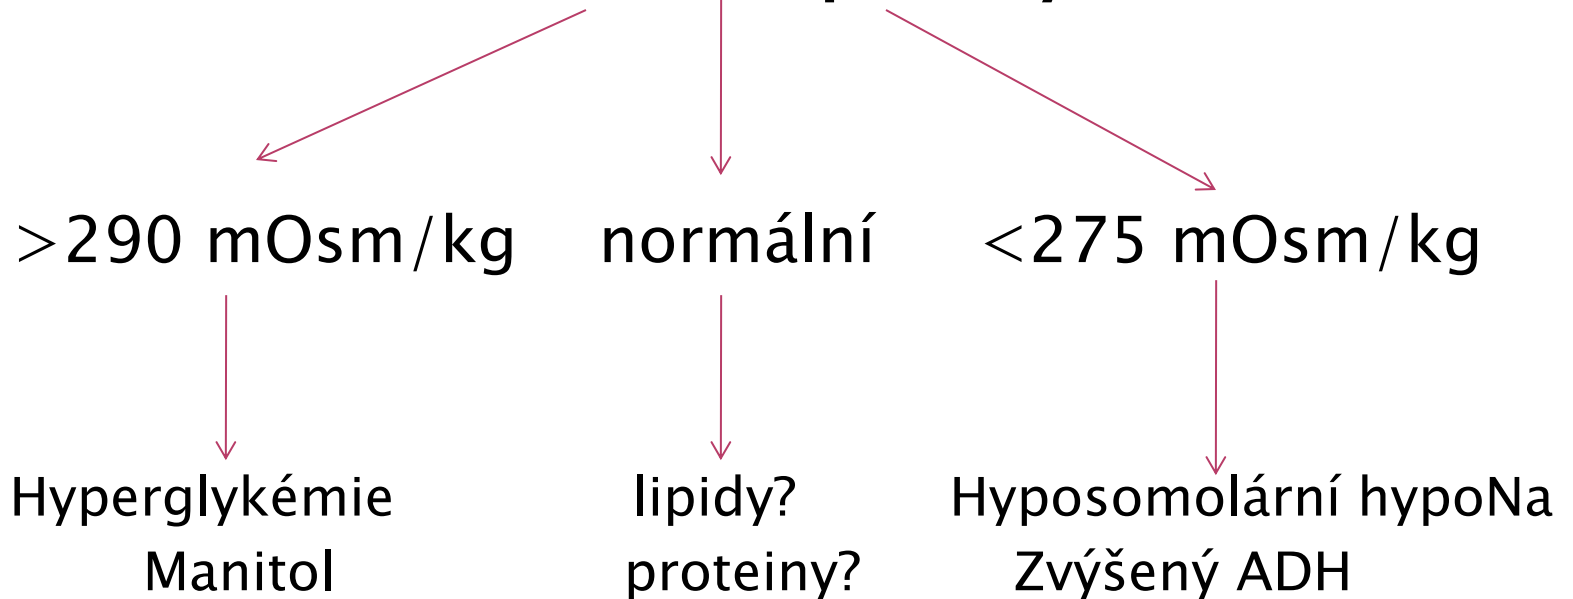 >290 mOsm/kg normální <275 mOsm/kg
Hyperglykémie lipidy? Hyposomolární hypoNa
Manitol proteiny? Zvýšený ADH